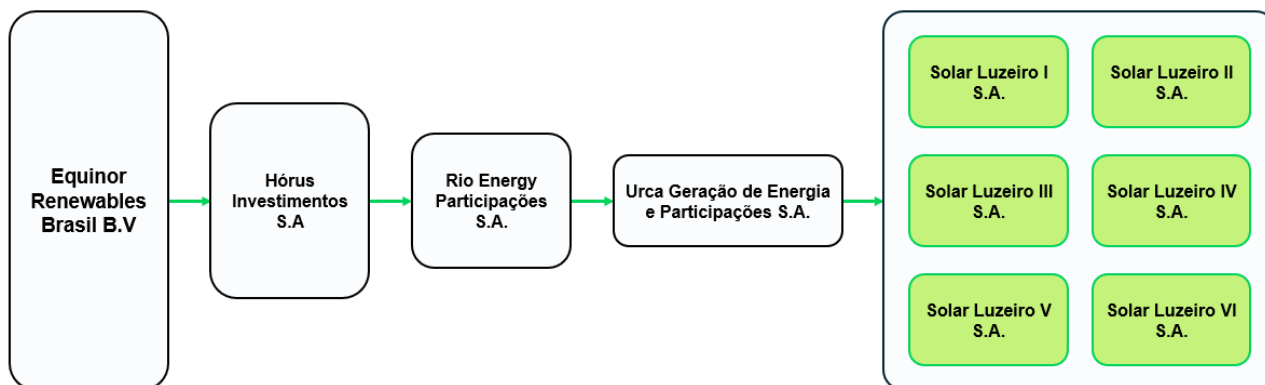 Equinor
Renewables
Brasil B.V
Hórus
Investimentos
S.A
Rio Energy
Participações
S.A.
Urca Geração de Energia
e Participações S.A.
Solar Luzeiro I
S.A.
Solar Luzeiro II
S.A.
Solar Luzeiro III
S.A.
Solar Luzeiro IV
S.A.
Solar Luzeiro V
S.A.
Solar Luzeiro VI
S.A.